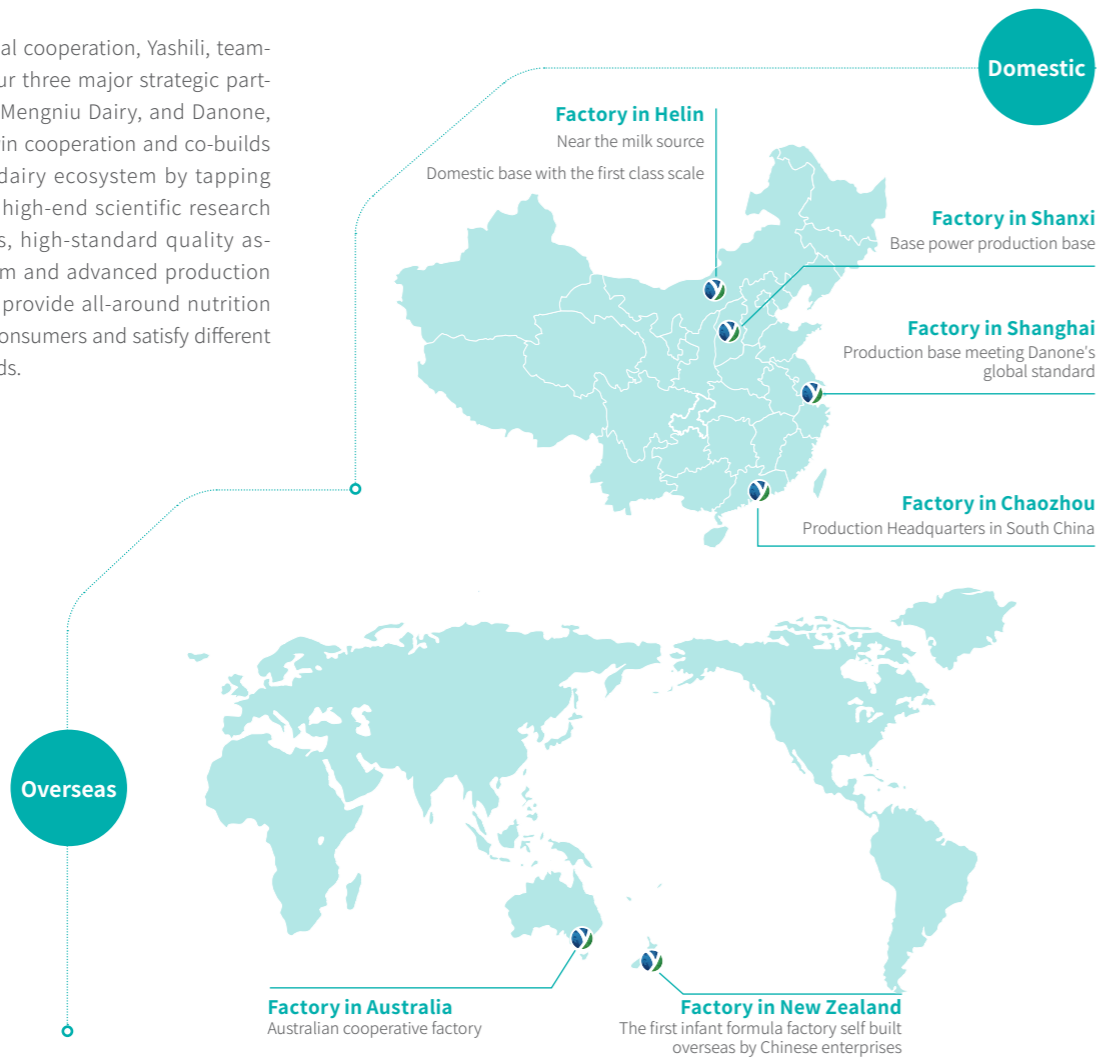 al cooperation, Yashili, team-
ur three major strategic part-
Mengniu Dairy, and Danone,
in cooperation and co-builds
dairy ecosystem by tapping
high-end scientific research
s, high-standard quality as-
m and advanced production
provide all-around nutrition
onsumers and satisfy different
ds.
Domestic
Factory in Helin
Near the milk source
Domestic base with the first class scale
Factory in Shanxi
Base power production base
Factory in Shanghai
Production base meeting Danone's
global standard
Factory in Chaozhou
Production Headquarters in South China
Overseas
Factory in Australia
Australian cooperative factory
Factory in New Zealand
The first infant formula factory self built
overseas by Chinese enterprises